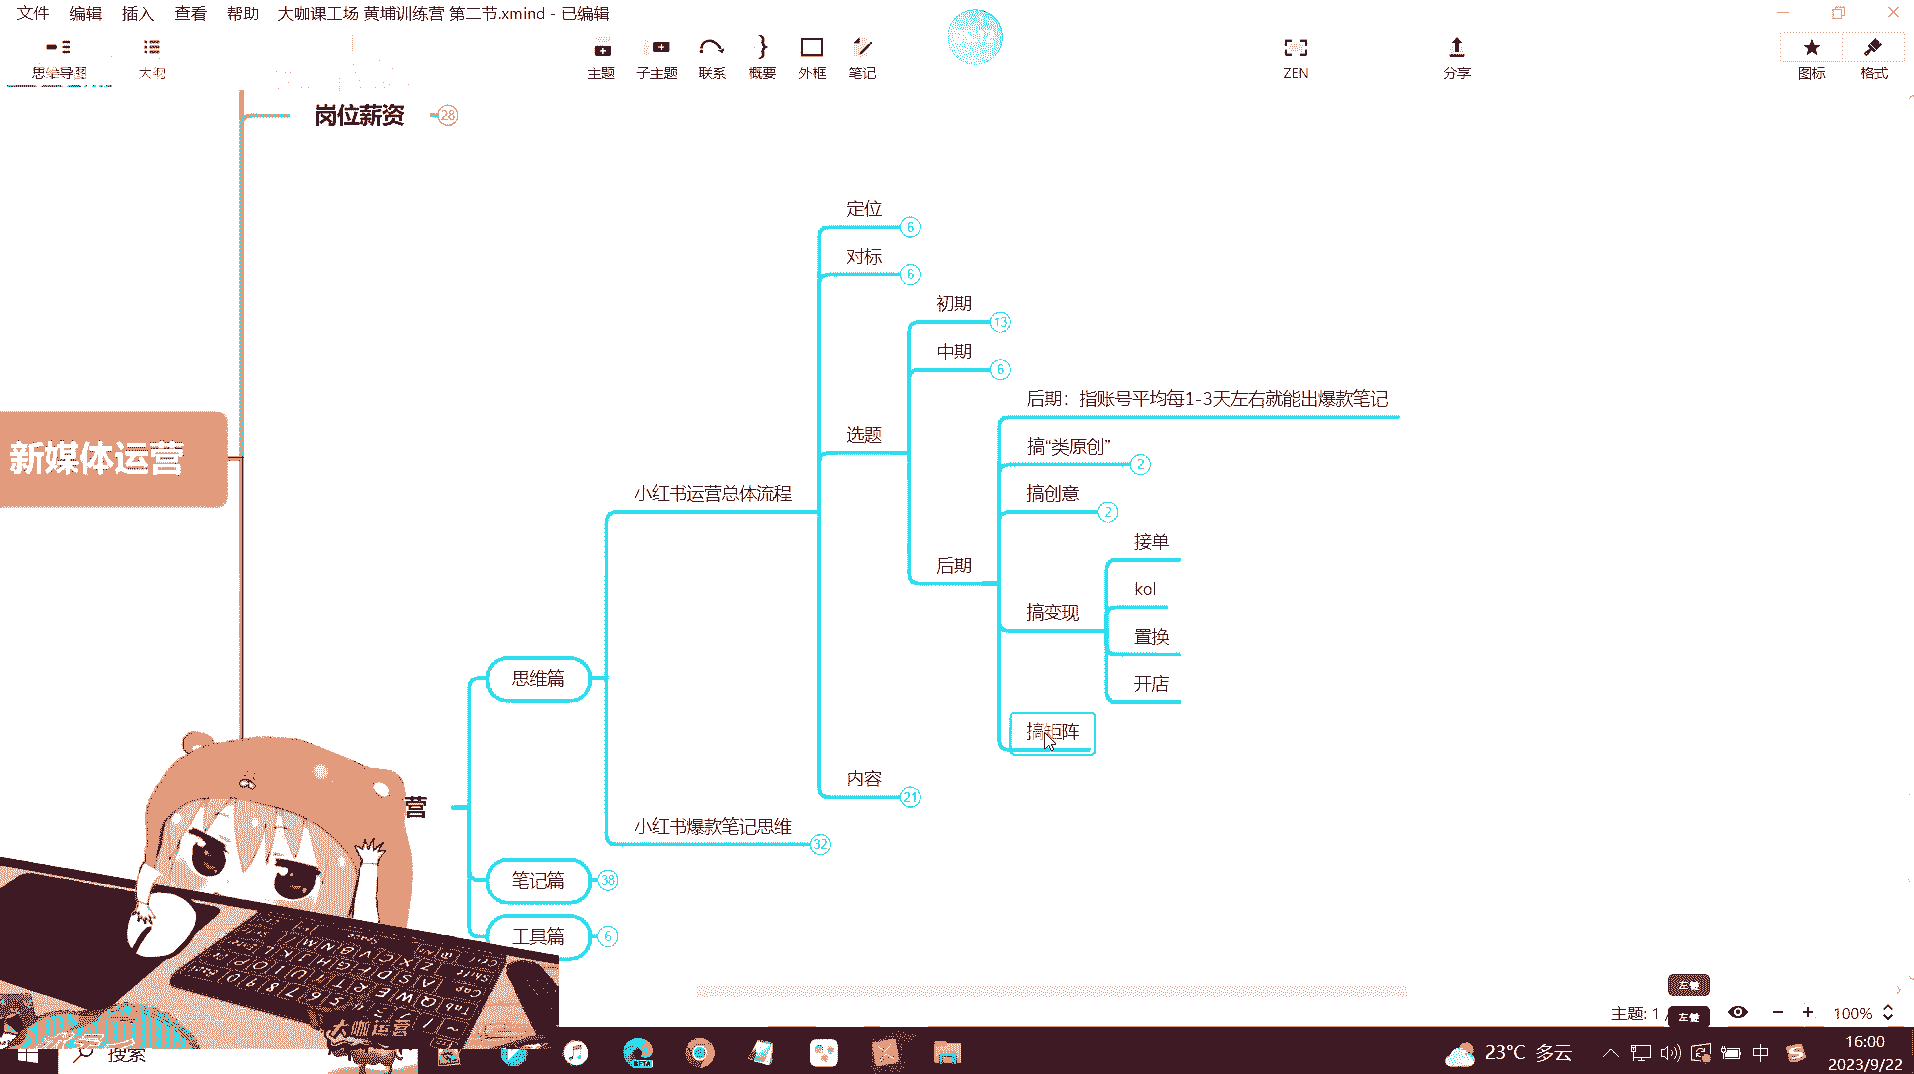 文件 编辑 插入 查看 帮助 大咖课工场 黄埔训练营 第二节.xmind - 已编辑
思维导图 大纲 主题 子主题 联系 概要 外框 笔记 ZEN 分享 图标 格式
岗位薪资 28
定位 6
对标 6
初期 13
中期 6
后期：指账号平均每1-3天左右就能出爆款笔记
选题
搞“类原创” 2
新媒体运营
小红书运营总体流程
搞创意 2
接单
后期
kol
搞变现
置换
思维篇
开店
搞矩阵
内容 21
营
小红书爆款笔记思维 32
笔记篇 38
工具篇 6
左键
主题: 1 / 左键 100%
大咖运营
搜索
BETA
23°C 多云 中
16:00
2023/9/22